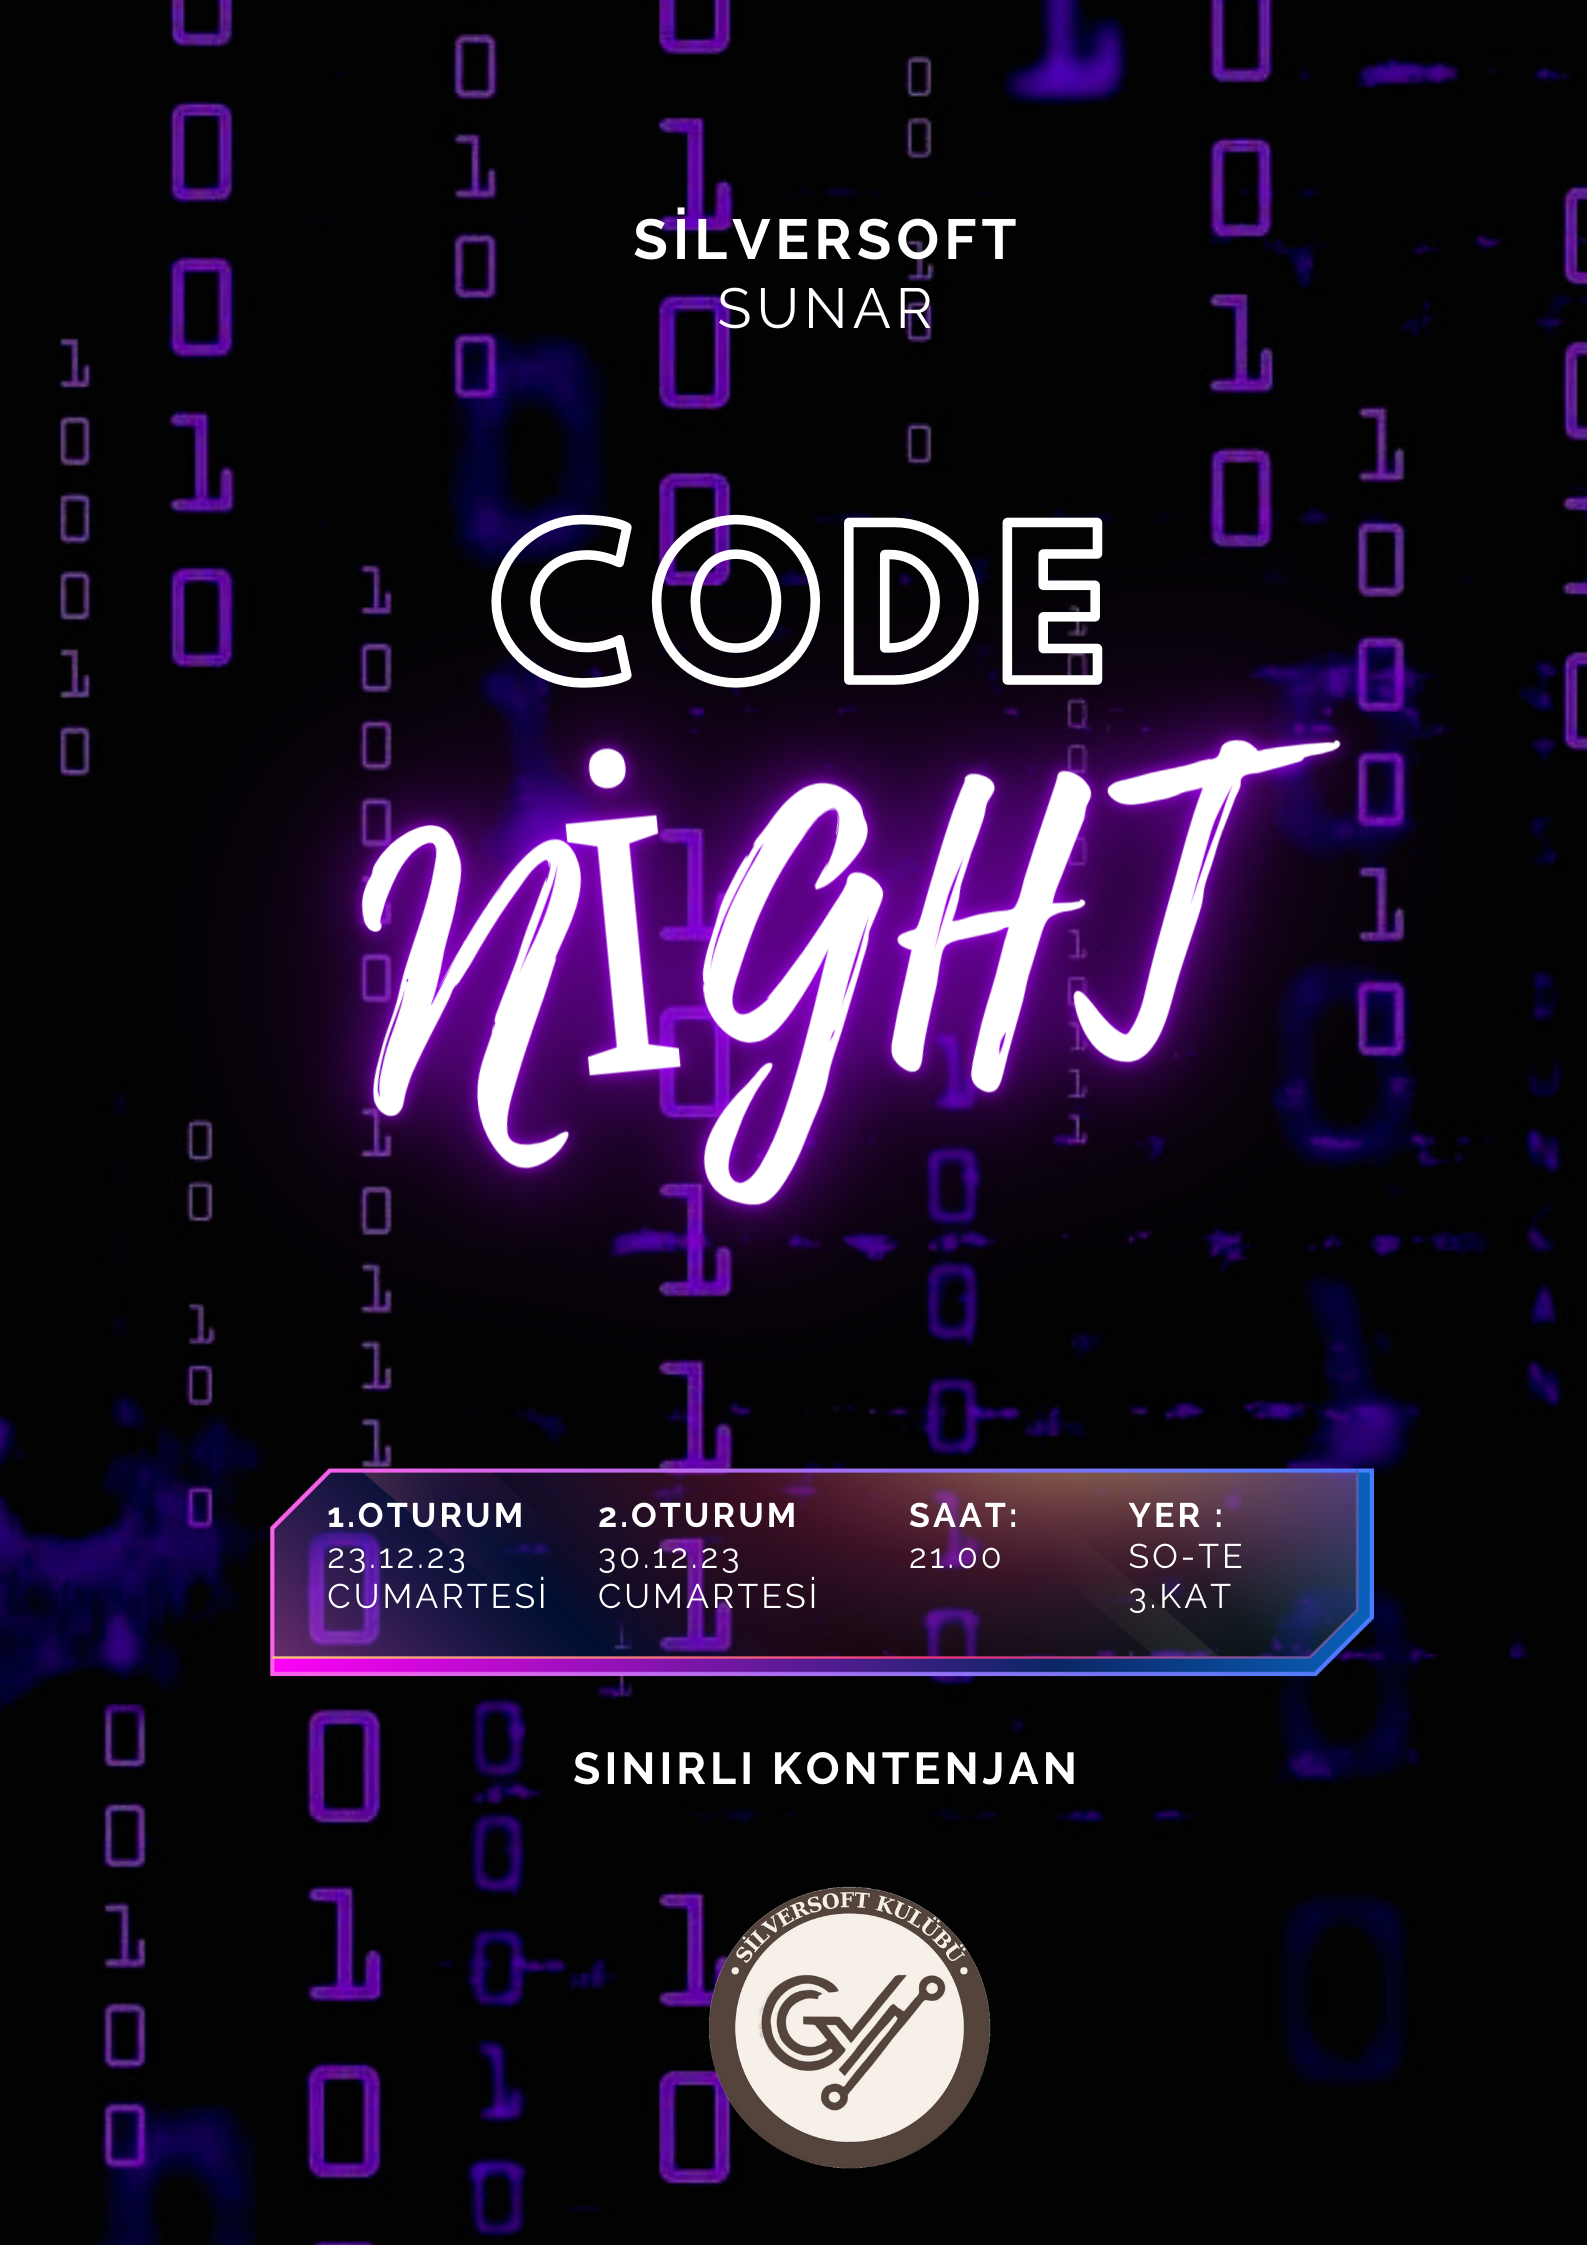 SİLVERSOFT
SUNAR
CODE
NİGHT
1.OTURUM
23.12.23
CUMARTESİ
2.OTURUM
30.12.23
CUMARTESİ
SAAT:
21.00
YER :
SO-TE
3.KAT
SINIRLI KONTENJAN
• SİLVERSOFT KULÜBÜ •